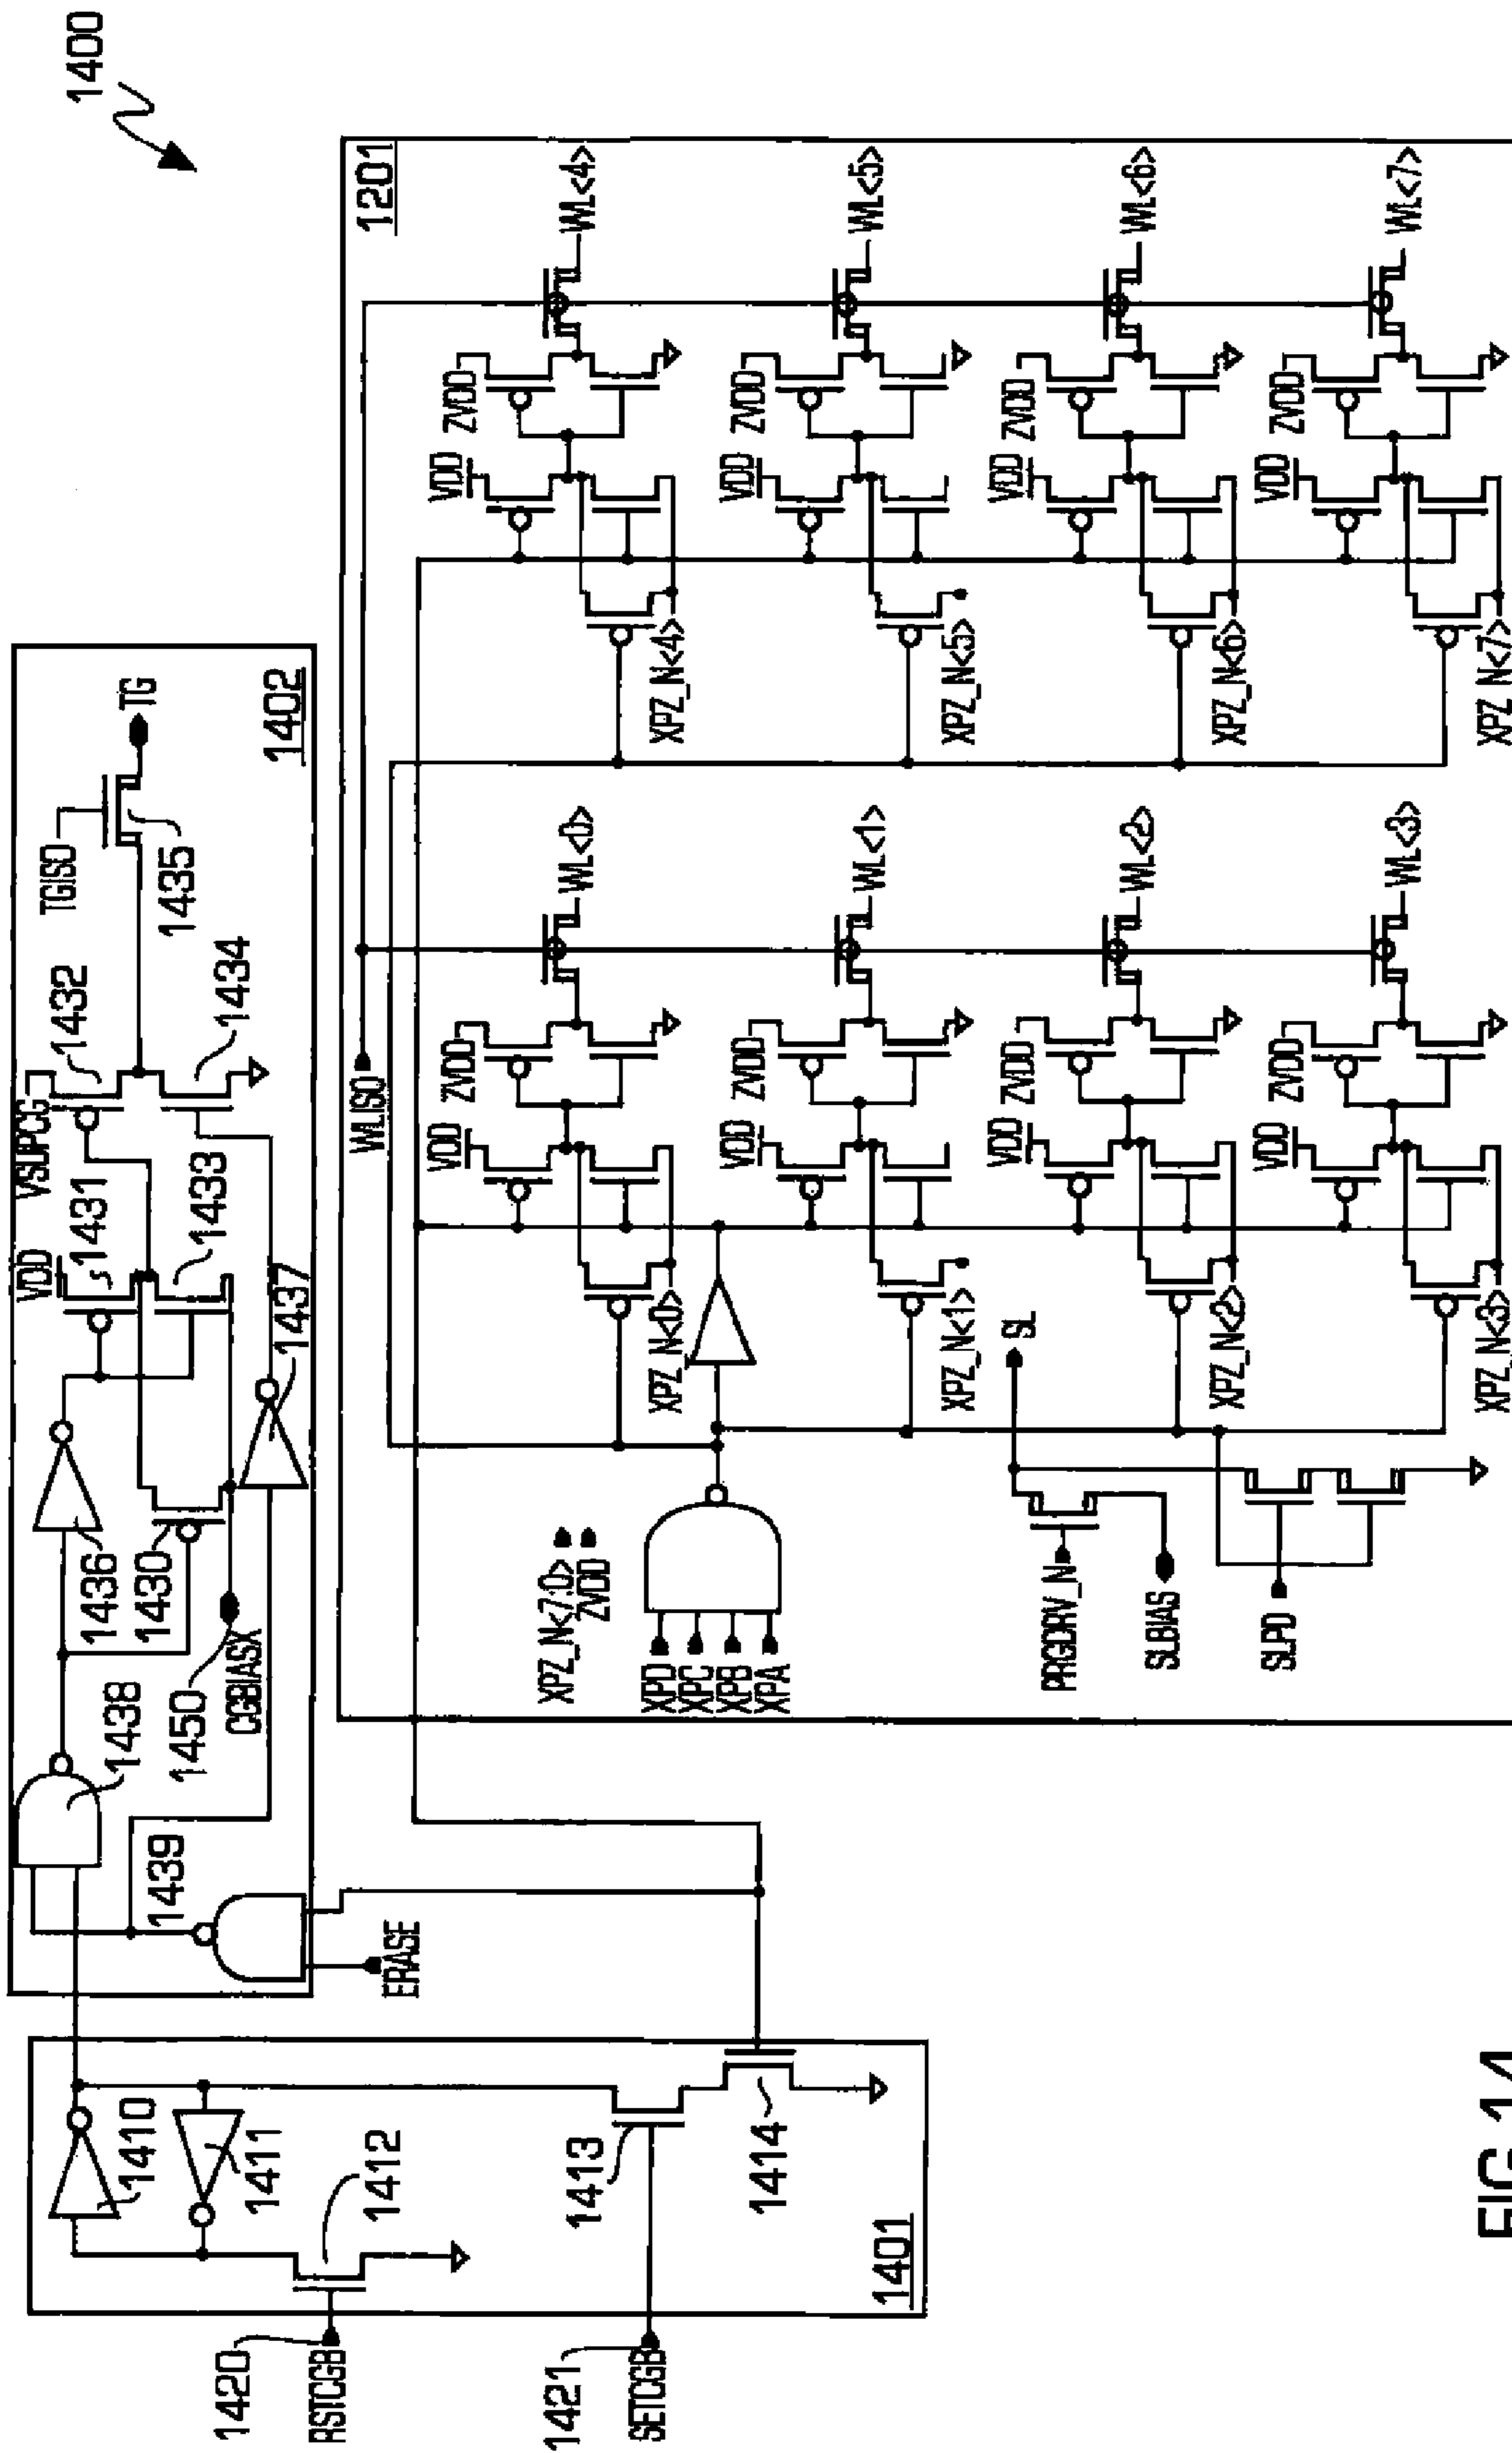 1400
1402
TGISO
TG
1435
1432
1434
VSUPCG
1431
1433
VDD
1437
1436
1430
1450
CGBIASX
1438
1439
ERASE
1410
1411
1412
1413
1414
1401
1420
RSTCGB
1421
SETCGB
1201
WLISO
VDD
ZVDD
WL<4>
XPZ_N<4>
VDD
ZVDD
WL<5>
XPZ_N<5>
VDD
ZVDD
WL<6>
XPZ_N<6>
VDD
ZVDD
WL<7>
XPZ_N<7>
VDD
ZVDD
WL<0>
XPZ_N<0>
VDD
ZVDD
WL<1>
XPZ_N<1>
VDD
ZVDD
WL<2>
XPZ_N<2>
VDD
ZVDD
WL<3>
XPZ_N<3>
XPZ_N<7:0>
ZVDD
XPD
XPC
XPB
XPA
SL
PRGDRV_N
SLBIAS
SLPD
FIG.14